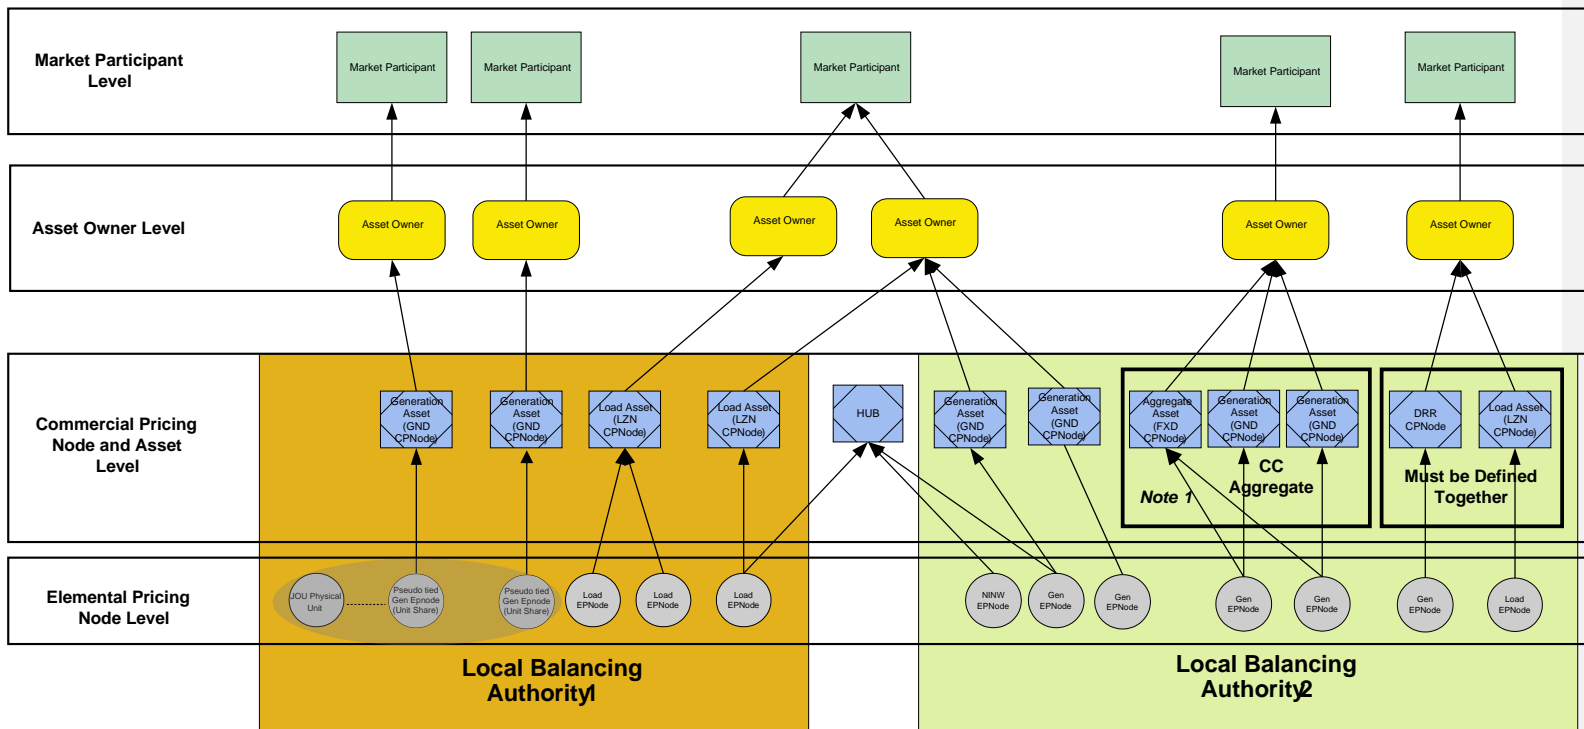 Market Participant
Level
Market Participant
Market Participant
Market Participant
Market Participant
Market Participant
Asset Owner Level
Asset Owner
Asset Owner
Asset Owner
Asset Owner
Asset Owner
Asset Owner
Commercial Pricing
Node and Asset
Level
Generation
Asset
(GND
CPNode)
Generation
Asset
(GND
CPNode)
Load Asset
(LZN
CPNode)
Load Asset
(LZN
CPNode)
HUB
Generation
Asset
(GND
CPNode)
Generation
Asset
(GND
CPNode)
Aggregate
Asset
(FXD
CPNode)
Generation
Asset
(GND
CPNode)
Generation
Asset
(GND
CPNode)
DRR
CPNode
Load Asset
(LZN
CPNode)
Note 1
CC
Aggregate
Must be Defined
Together
Elemental Pricing
Node Level
JOU Physical
Unit
Pseudo tied
Gen Epnode
(Unit Share)
Pseudo tied
Gen Epnode
(Unit Share)
Load
EPNode
Load
EPNode
Load
EPNode
NINW
EPNode
Gen
EPNode
Gen
EPNode
Gen
EPNode
Gen
EPNode
Gen
EPNode
Load
EPNode
Local Balancing
Authority1
Local Balancing
Authority2